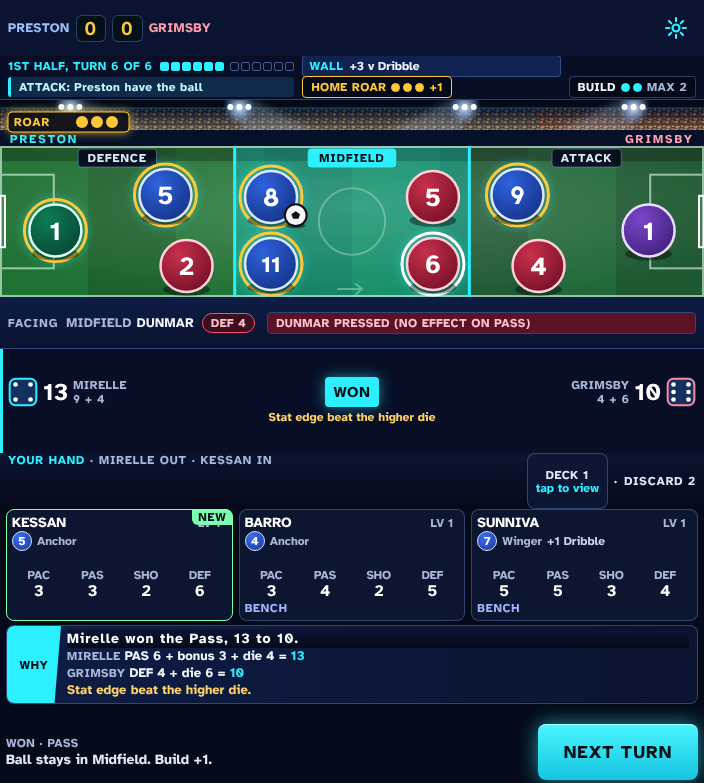 PRESTON 0 0 GRIMSBY
1ST HALF, TURN 6 OF 6
WALL +3 v Dribble
ATTACK: Preston have the ball
HOME ROAR +1
BUILD MAX 2
ROAR
PRESTON
GRIMSBY
DEFENCE
MIDFIELD
ATTACK
5
8
5
9
1
1
2
11
6
4
FACING MIDFIELD DUNMAR DEF 4
DUNMAR PRESSED (NO EFFECT ON PASS)
13 MIRELLE
9 + 4
WON
Stat edge beat the higher die
GRIMSBY 10
4 + 6
YOUR HAND · MIRELLE OUT · KESSAN IN
DECK 1
tap to view
· DISCARD 2
KESSAN
NEW
5 Anchor
PAC PAS SHO DEF
3 3 2 6
BARRO LV 1
4 Anchor
PAC PAS SHO DEF
3 4 2 5
BENCH
SUNNIVA LV 1
7 Winger +1 Dribble
PAC PAS SHO DEF
5 5 3 4
BENCH
WHY
Mirelle won the Pass, 13 to 10.
MIRELLE PAS 6 + bonus 3 + die 4 = 13
GRIMSBY DEF 4 + die 6 = 10
Stat edge beat the higher die.
WON · PASS
Ball stays in Midfield. Build +1.
NEXT TURN